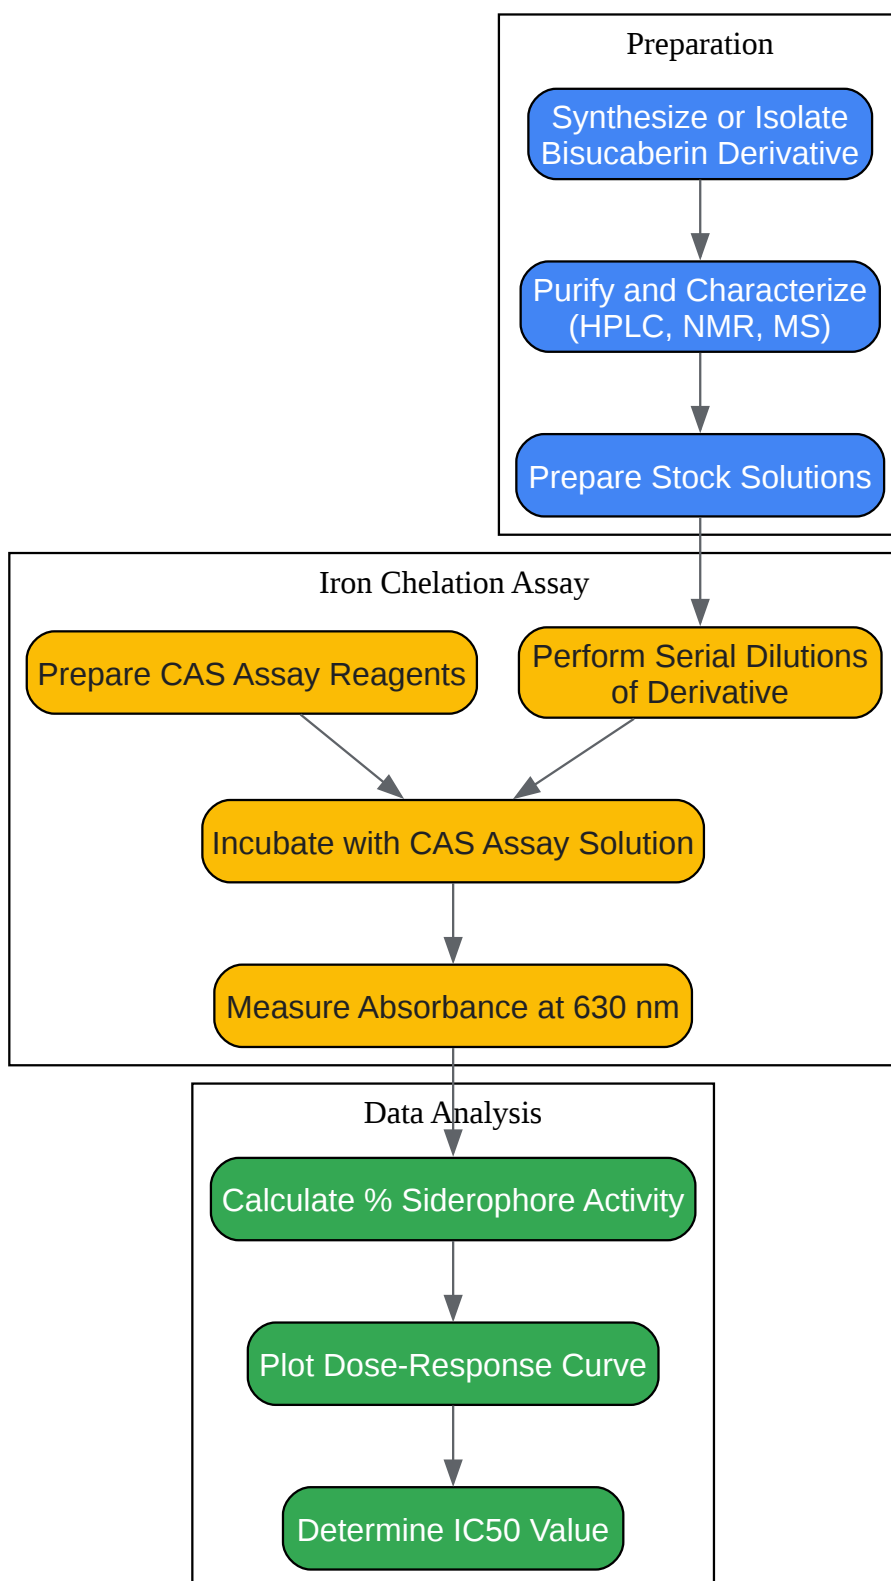 Preparation
Synthesize or Isolate
Bisucaberin Derivative
Purify and Characterize
(HPLC, NMR, MS)
Prepare Stock Solutions
Iron Chelation Assay
Prepare CAS Assay Reagents
Perform Serial Dilutions
of Derivative
Incubate with CAS Assay Solution
Measure Absorbance at 630 nm
Data Analysis
Calculate % Siderophore Activity
Plot Dose-Response Curve
Determine IC50 Value